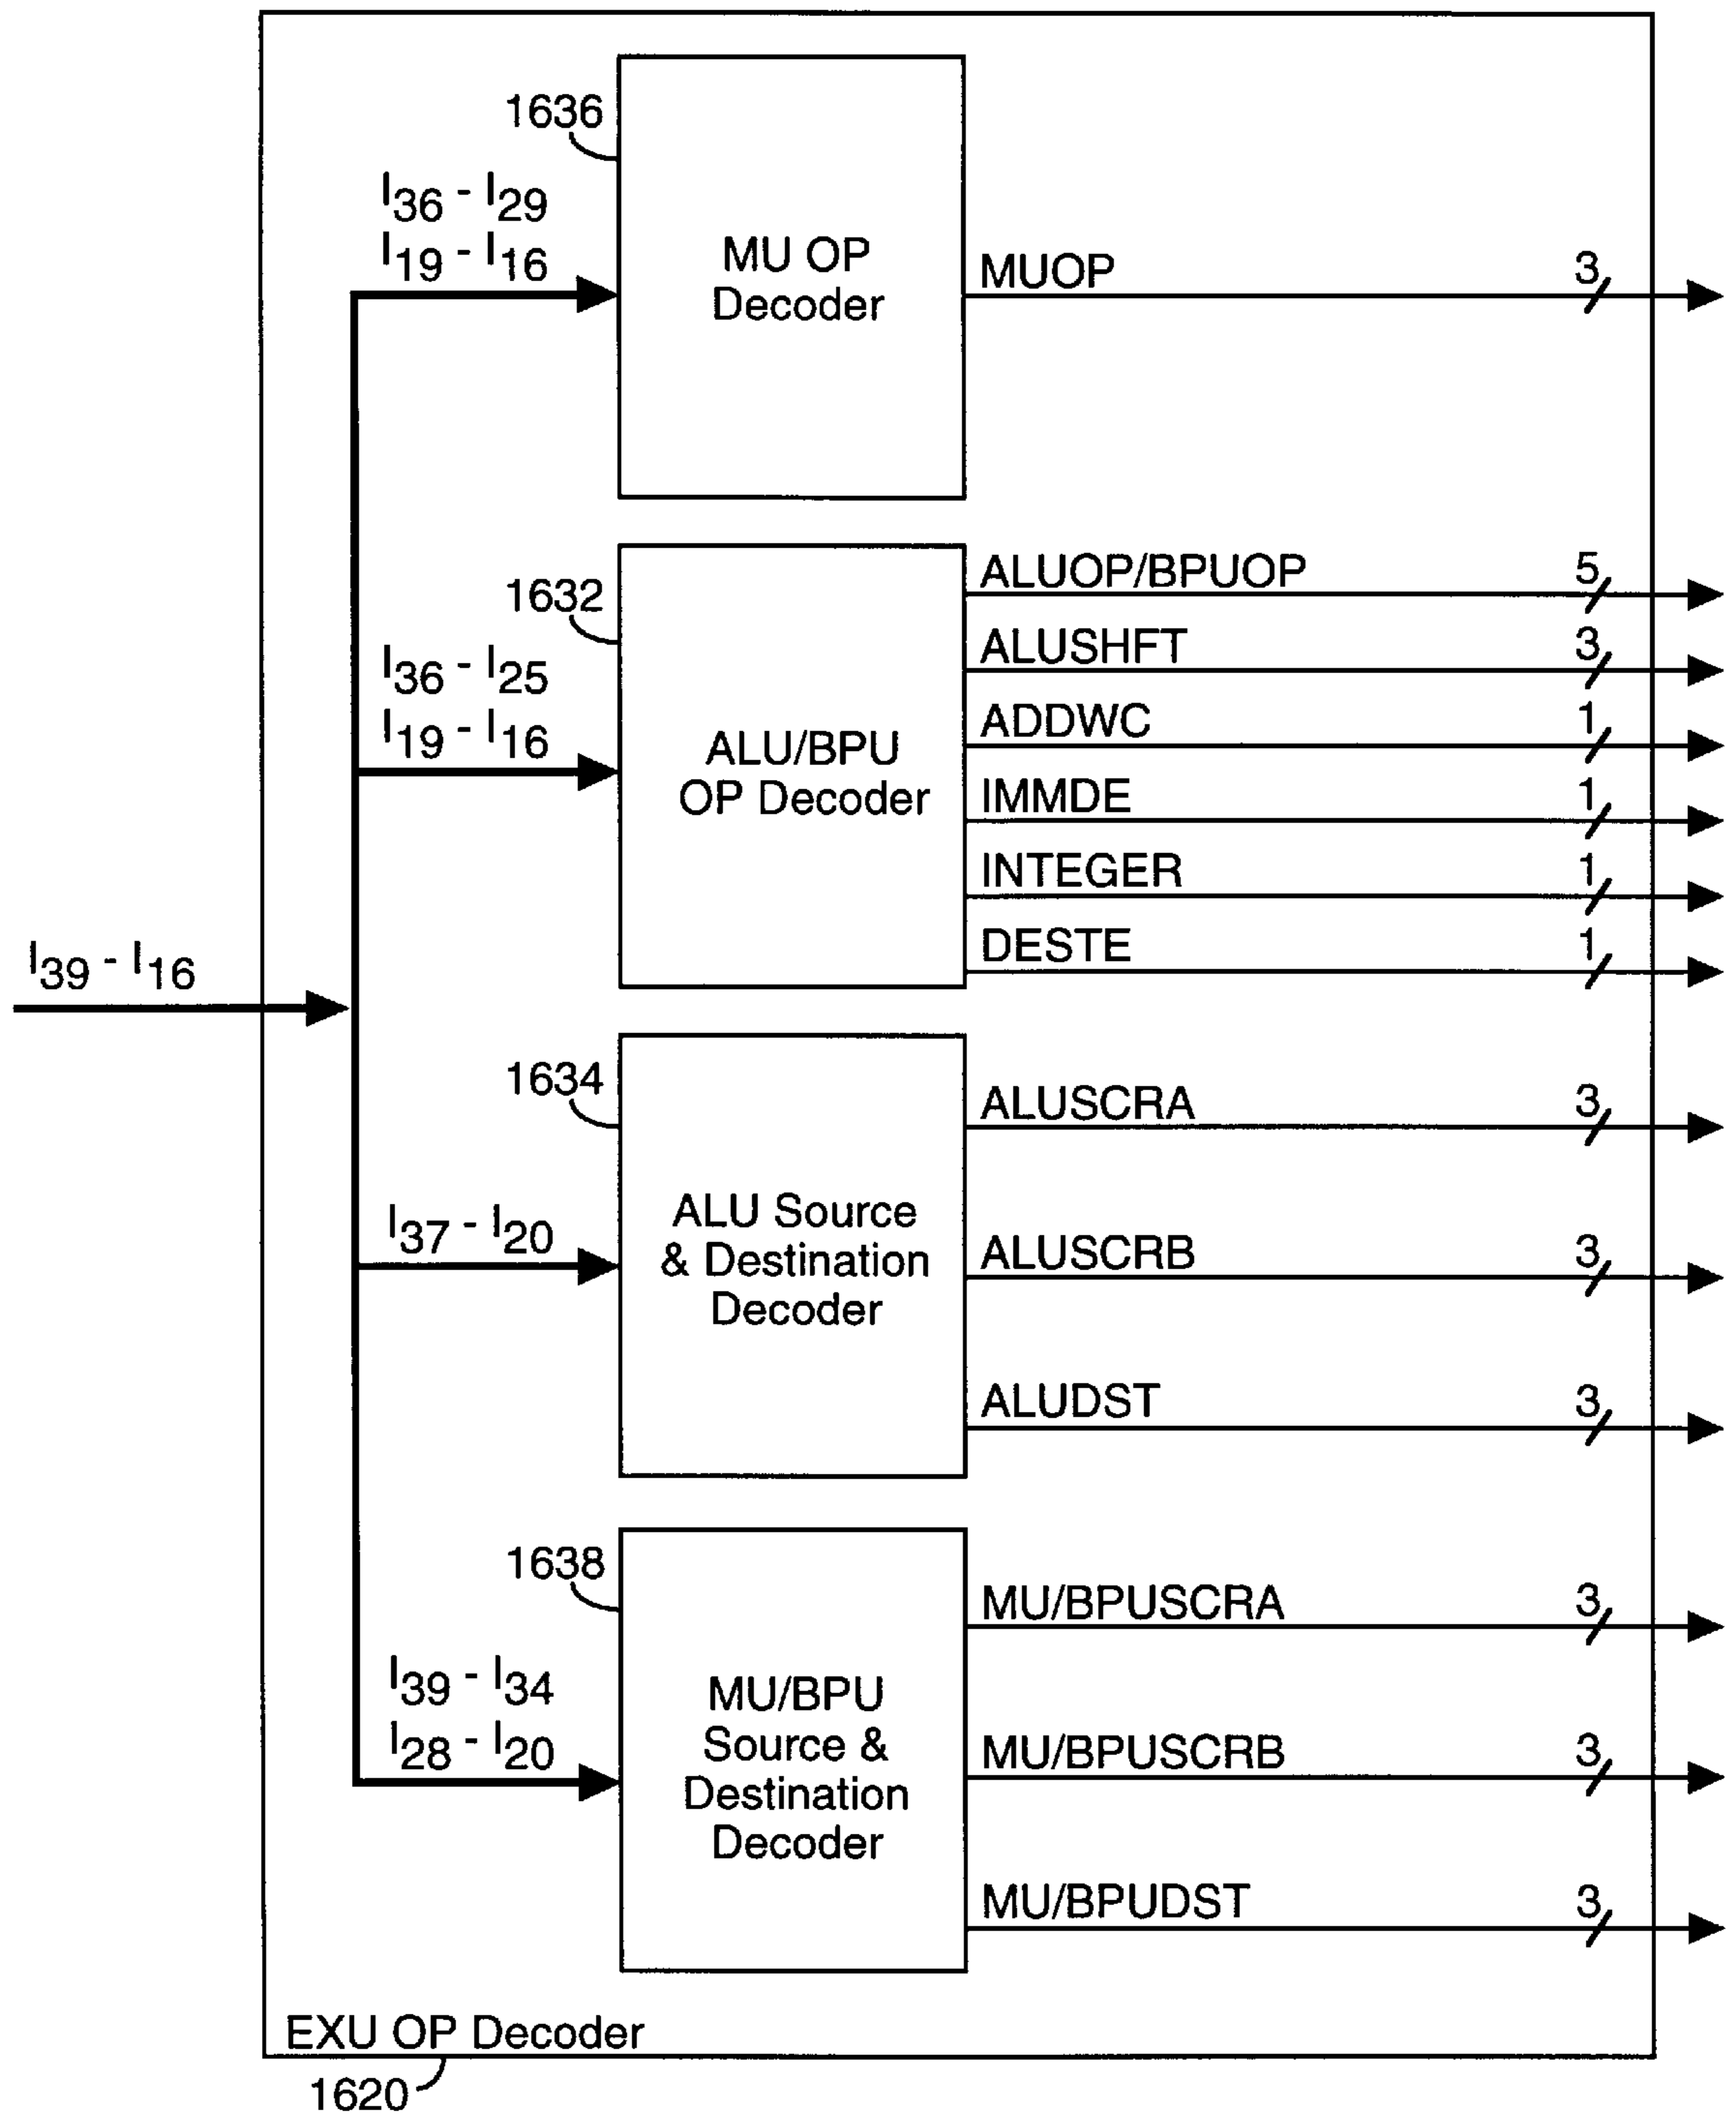 1636
I36 - I29
I19 - I16
MU OP
Decoder
MUOP
3
1632
I36 - I25
I19 - I16
ALU/BPU
OP Decoder
ALUOP/BPUOP
5
ALUSHFT
3
ADDWC
1
IMMDE
1
INTEGER
1
DESTE
1
I39 - I16
1634
I37 - I20
ALU Source
& Destination
Decoder
ALUSCRA
3
ALUSCRB
3
ALUDST
3
1638
I39 - I34
I28 - I20
MU/BPU
Source &
Destination
Decoder
MU/BPUSCRA
3
MU/BPUSCRB
3
MU/BPUDST
3
EXU OP Decoder
1620